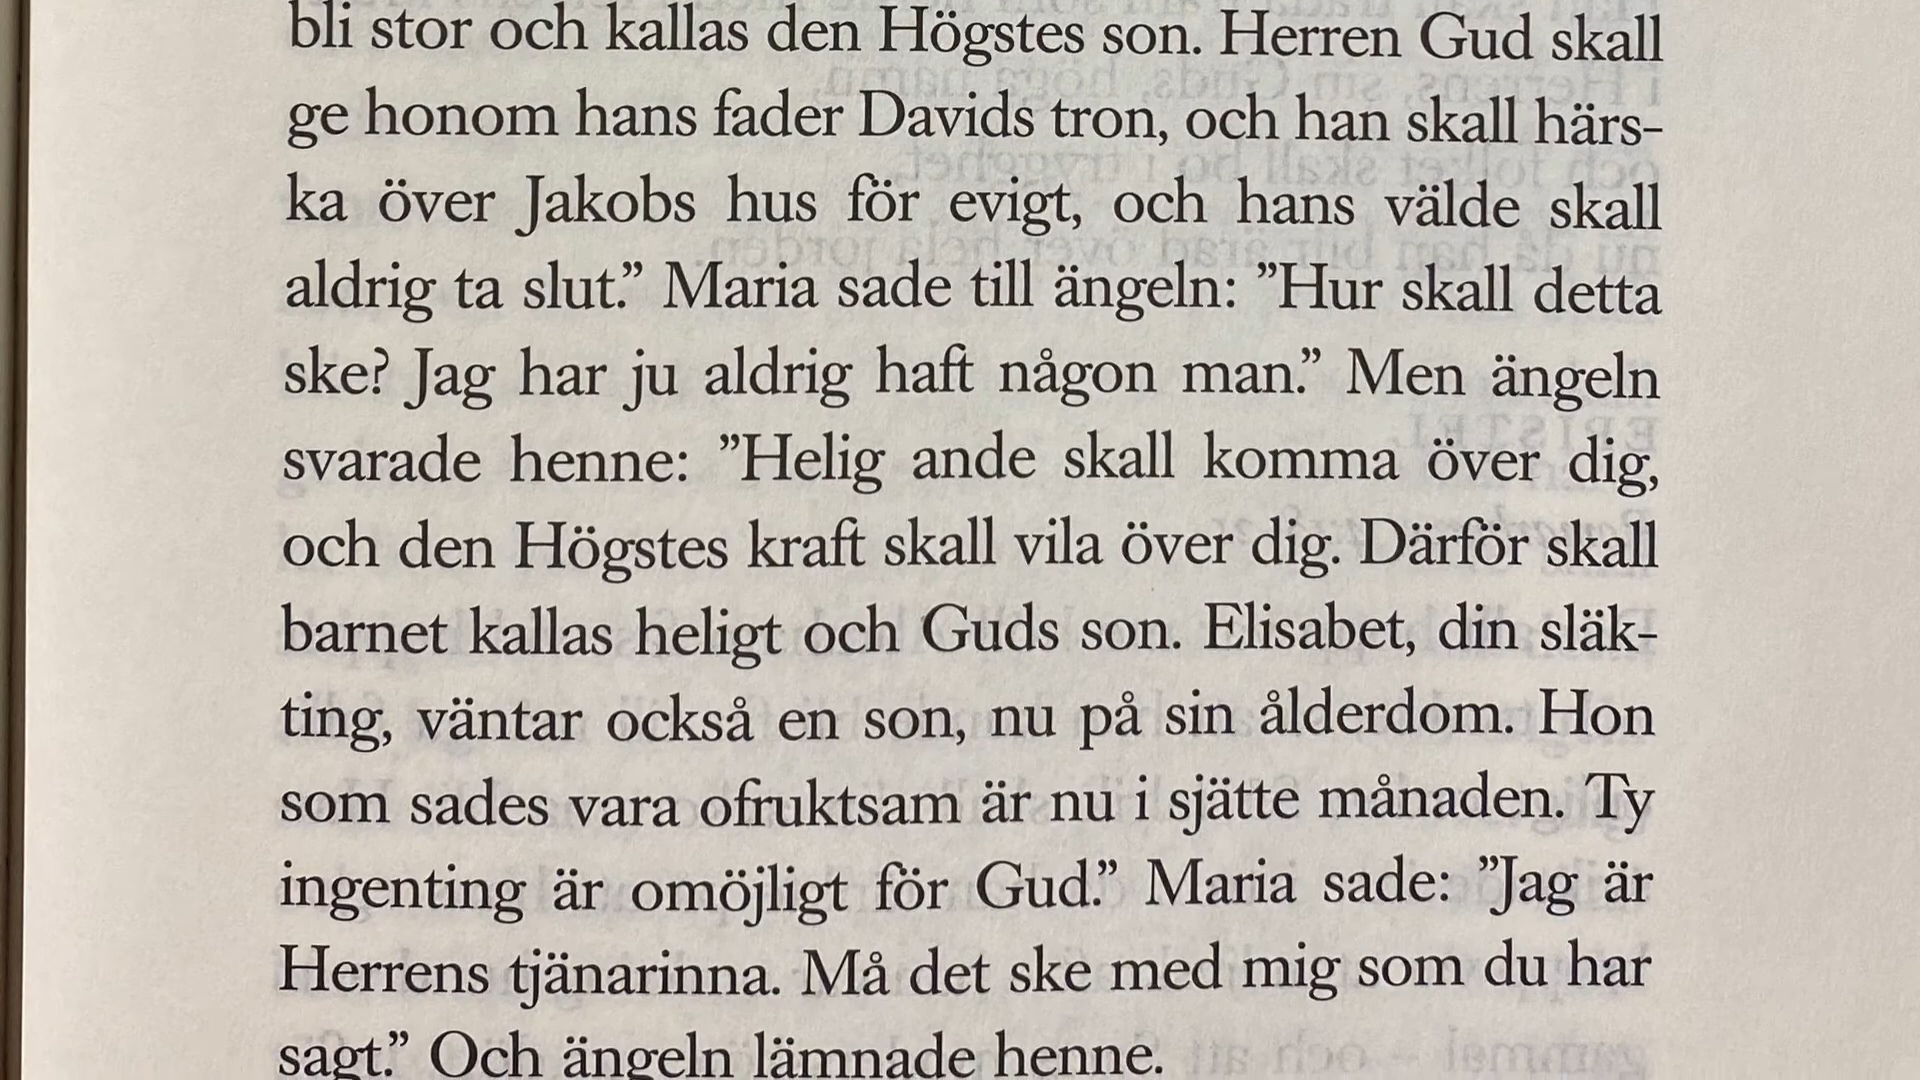 bli stor och kallas den Högstes son. Herren Gud skall
ge honom hans fader Davids tron, och han skall härs-
ka över Jakobs hus för evigt, och hans välde skall
aldrig ta slut.” Maria sade till ängeln: ”Hur skall detta
ske? Jag har ju aldrig haft någon man.” Men ängeln
svarade henne: ”Helig ande skall komma över dig,
och den Högstes kraft skall vila över dig. Därför skall
barnet kallas heligt och Guds son. Elisabet, din släk-
ting, väntar också en son, nu på sin ålderdom. Hon
som sades vara ofruktsam är nu i sjätte månaden. Ty
ingenting är omöjligt för Gud.” Maria sade: ”Jag är
Herrens tjänarinna. Må det ske med mig som du har
sagt.” Och ängeln lämnade henne.